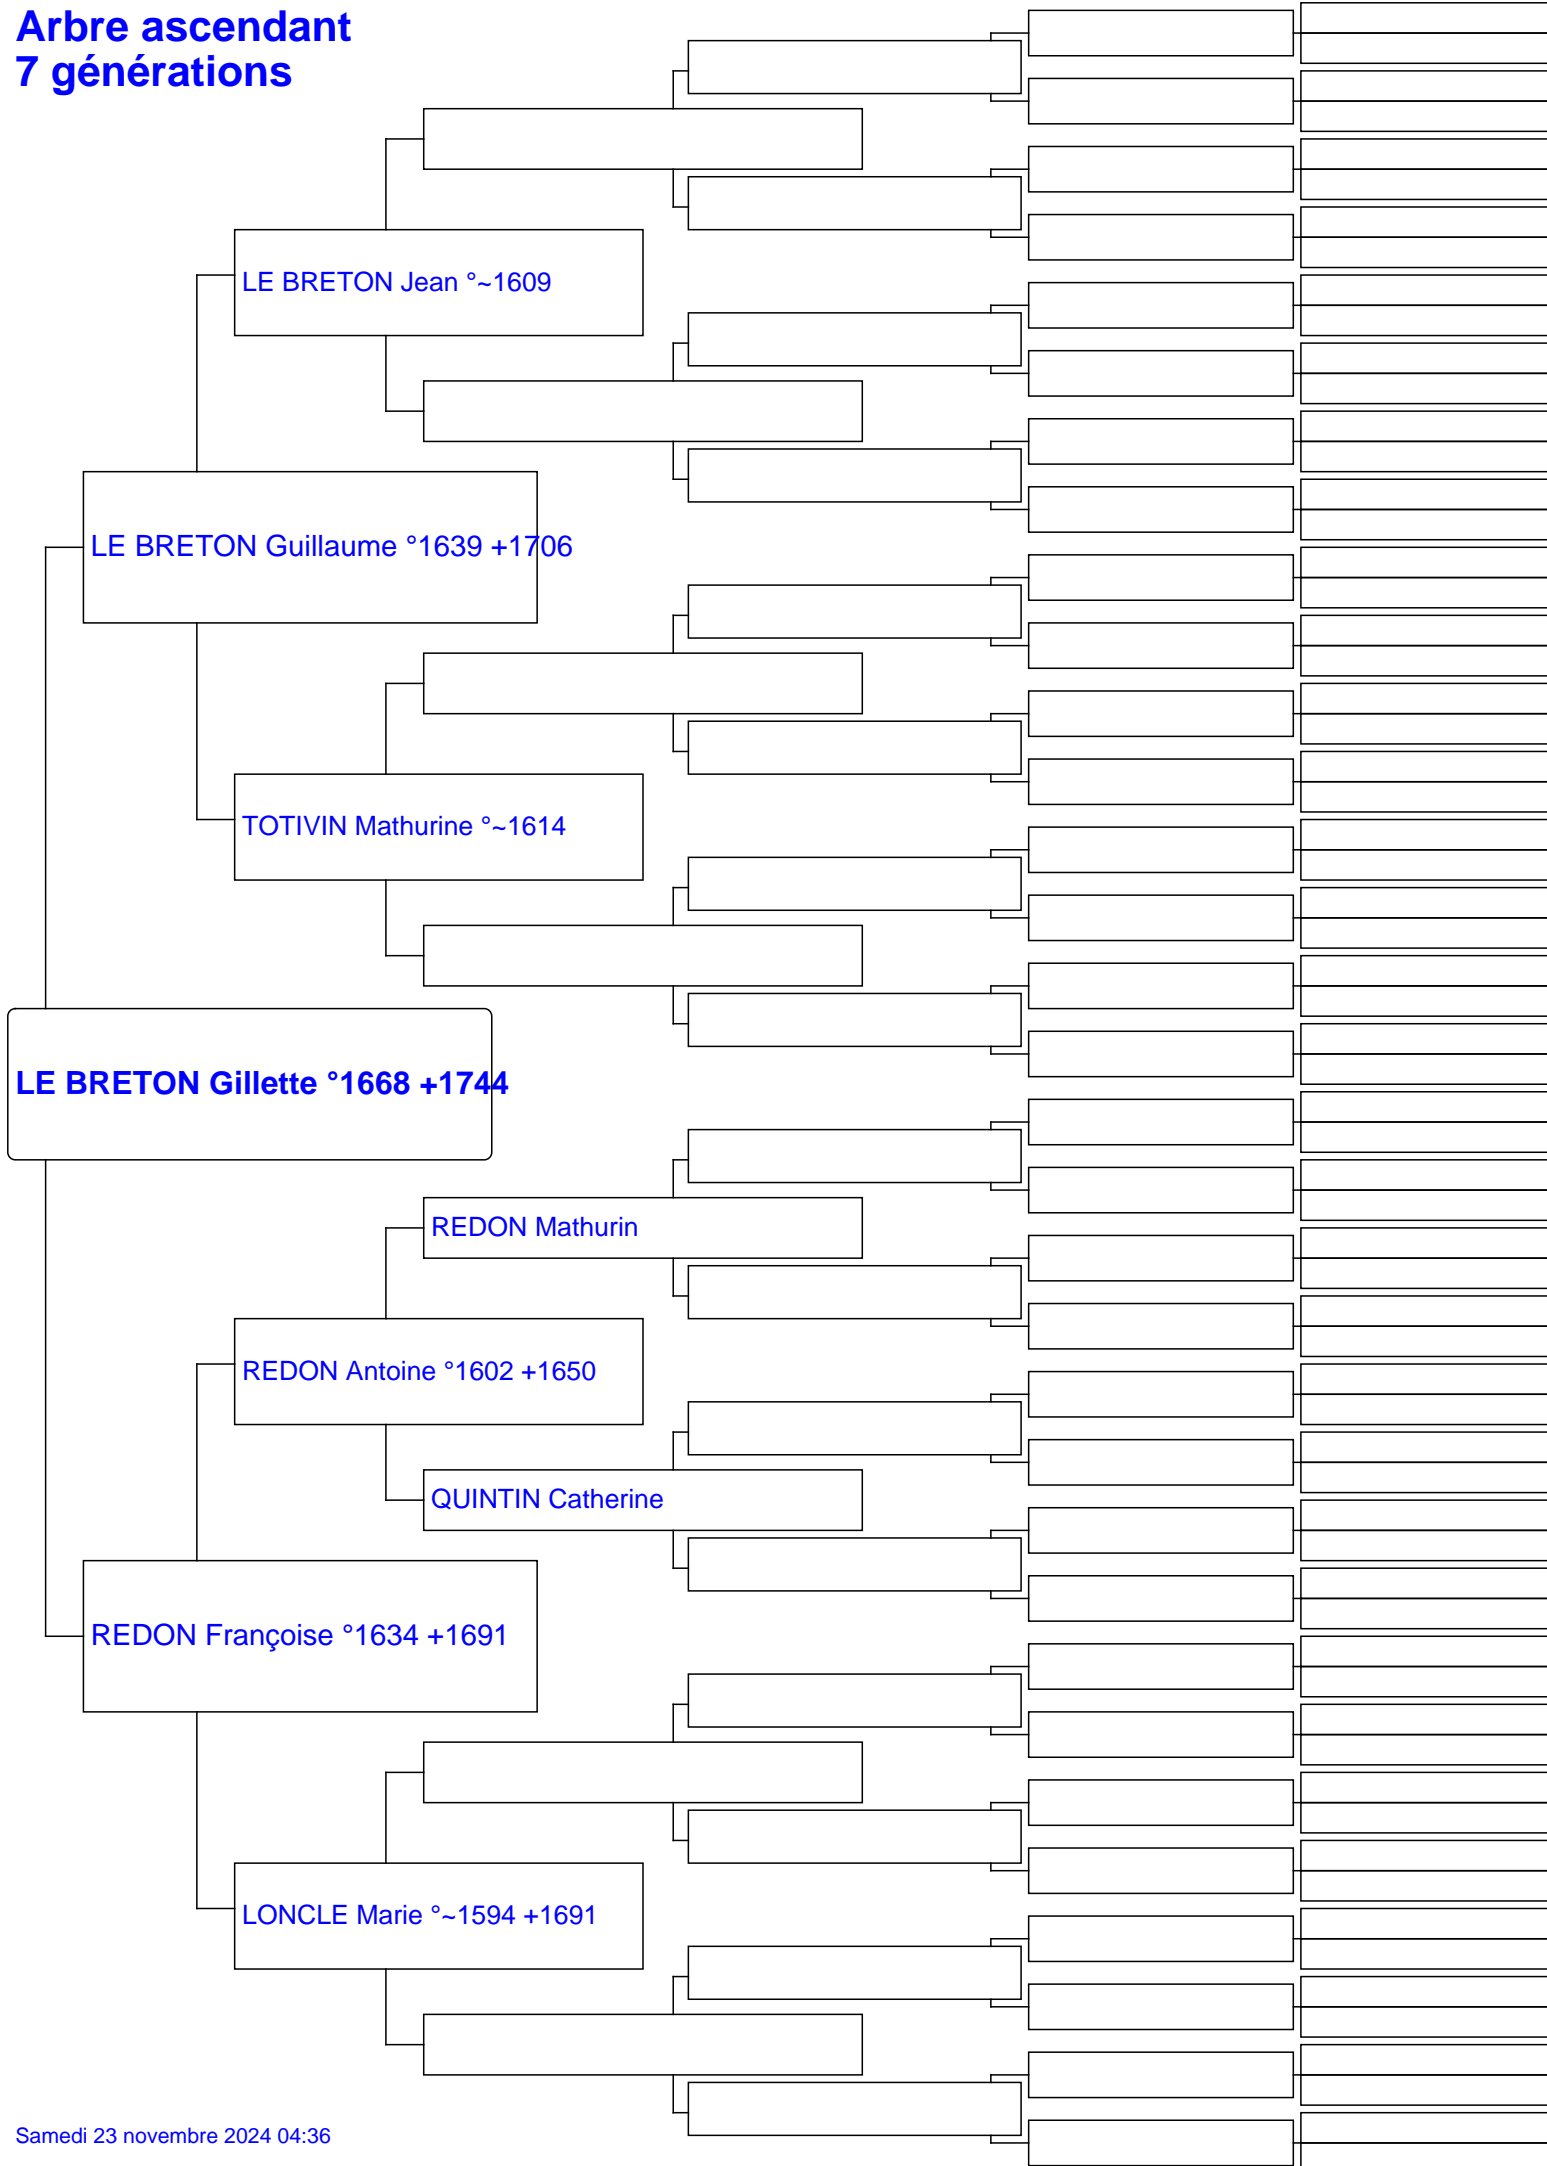 Arbre ascendant
7 générations
LE BRETON Jean °~1609
LE BRETON Guillaume °1639 +1706
TOTIVIN Mathurine °~1614
LE BRETON Gillette °1668 +1744
REDON Mathurin
REDON Antoine °1602 +1650
QUINTIN Catherine
REDON Françoise °1634 +1691
LONCLE Marie °~1594 +1691
Samedi 23 novembre 2024 04:36